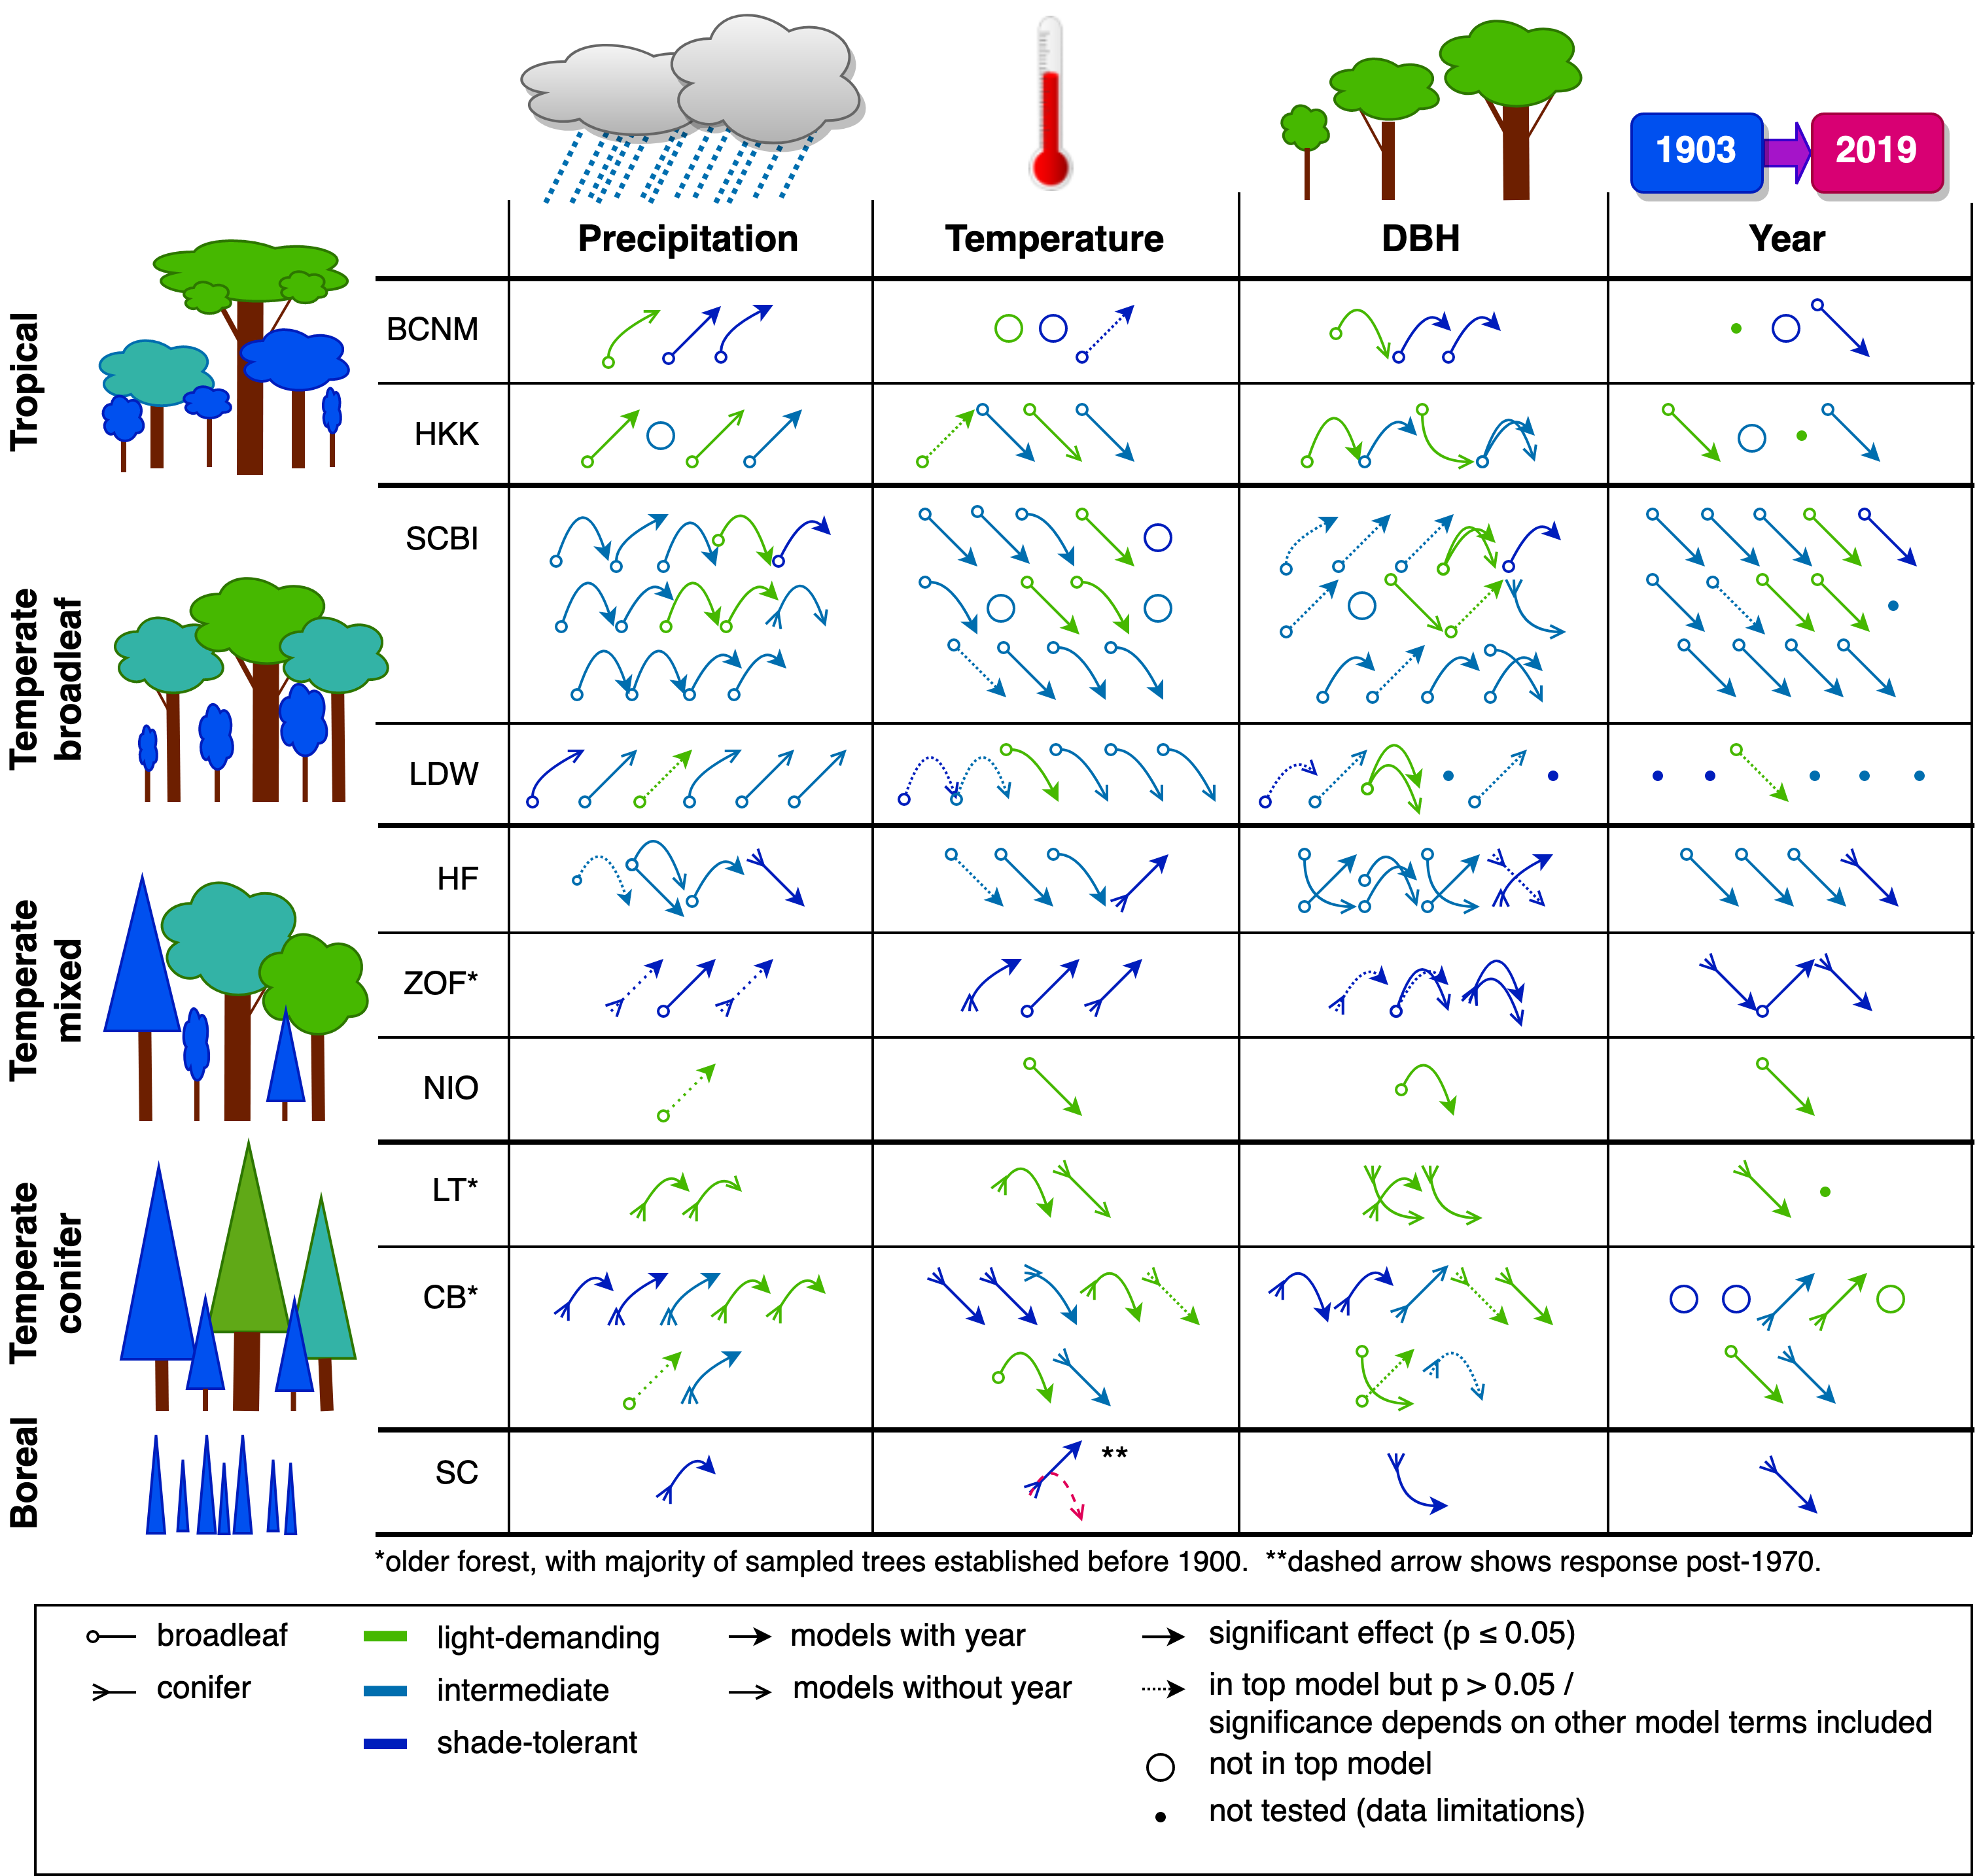 1903 2019
Precipitation Temperature DBH Year
Tropical
BCNM
HKK
Temperate
broadleaf
SCBI
LDW
Temperate
mixed
HF
ZOF*
NIO
Temperate
conifer
LT*
CB*
Boreal
SC
**
*older forest, with majority of sampled trees established before 1900. **dashed arrow shows response post-1970.
broadleaf
conifer
light-demanding
intermediate
shade-tolerant
models with year
models without year
significant effect (p ≤ 0.05)
in top model but p > 0.05 /
significance depends on other model terms included
not in top model
not tested (data limitations)